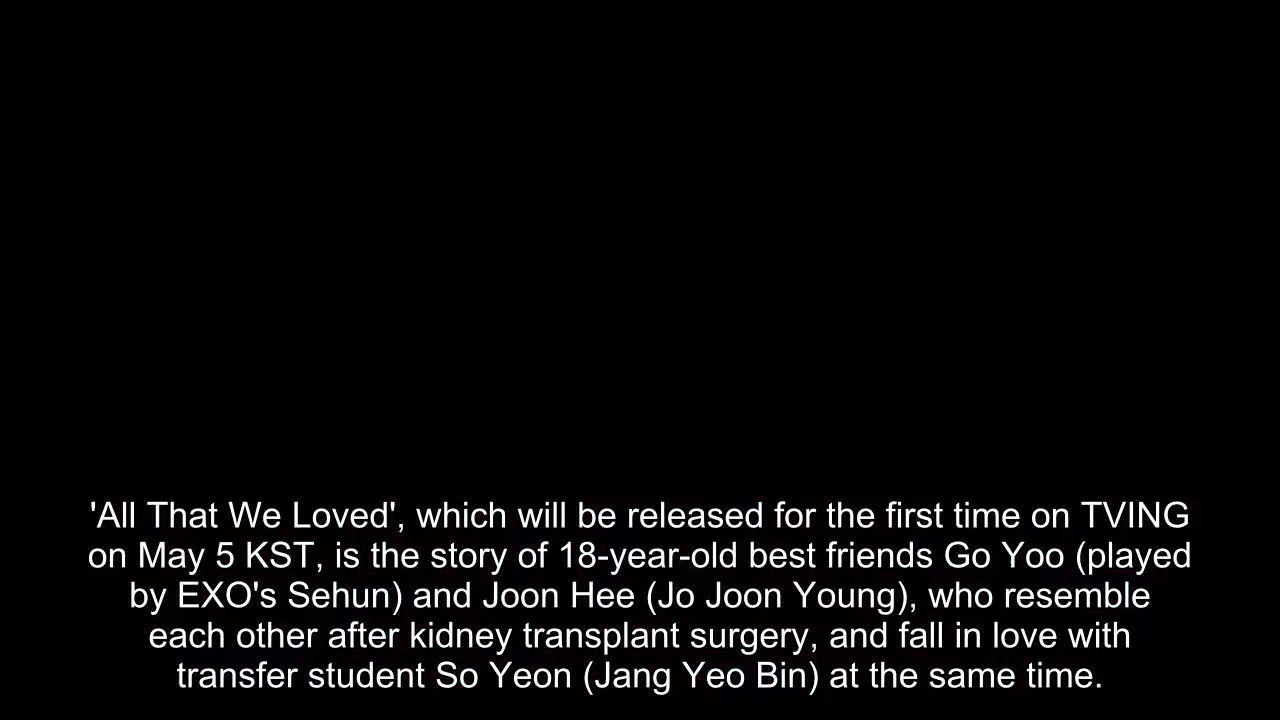 'All That We Loved', which will be released for the first time on TVING
on May 5 KST, is the story of 18-year-old best friends Go Yoo (played
by EXO's Sehun) and Joon Hee (Jo Joon Young), who resemble
each other after kidney transplant surgery, and fall in love with
transfer student So Yeon (Jang Yeo Bin) at the same time.